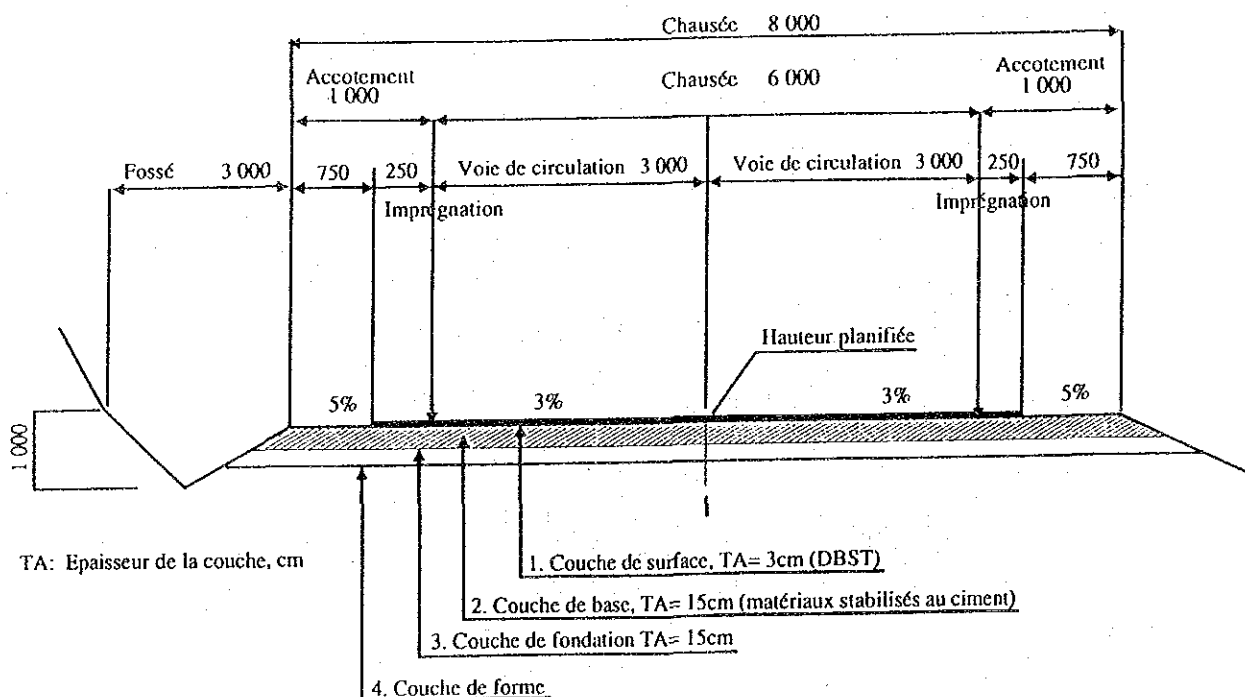 Chausée 8 000
Accotement
1 000
Chausée 6 000
Accotement
1 000
Fossé 3 000
750
250
Voie de circulation 3 000
Voie de circulation 3 000
250
750
Imprégnation
Imprégnation
Hauteur planifiée
5%
3%
3%
5%
1 000
TA: Epaisseur de la couche, cm
1. Couche de surface, TA= 3cm (DBST)
2. Couche de base, TA= 15cm (matériaux stabilisés au ciment)
3. Couche de fondation TA= 15cm
4. Couche de forme